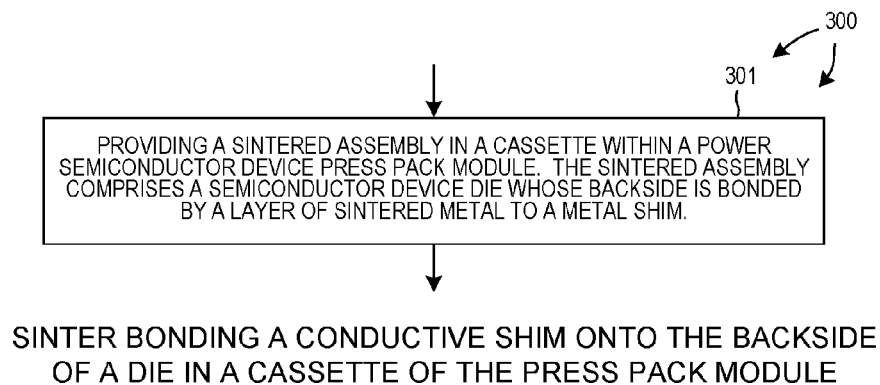 300
301
PROVIDING A SINTERED ASSEMBLY IN A CASSETTE WITHIN A POWER
SEMICONDUCTOR DEVICE PRESS PACK MODULE. THE SINTERED ASSEMBLY
COMPRISES A SEMICONDUCTOR DEVICE DIE WHOSE BACKSIDE IS BONDED
BY A LAYER OF SINTERED METAL TO A METAL SHIM.
SINTER BONDING A CONDUCTIVE SHIM ONTO THE BACKSIDE
OF A DIE IN A CASSETTE OF THE PRESS PACK MODULE